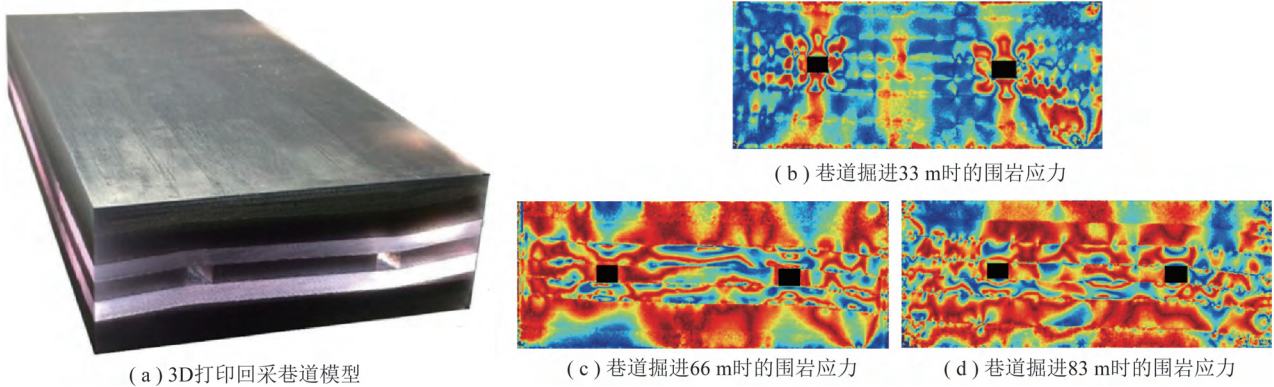 ( b ) 巷道掘进33 m时的围岩应力
( a ) 3D打印回采巷道模型
( c ) 巷道掘进66 m时的围岩应力
( d ) 巷道掘进83 m时的围岩应力